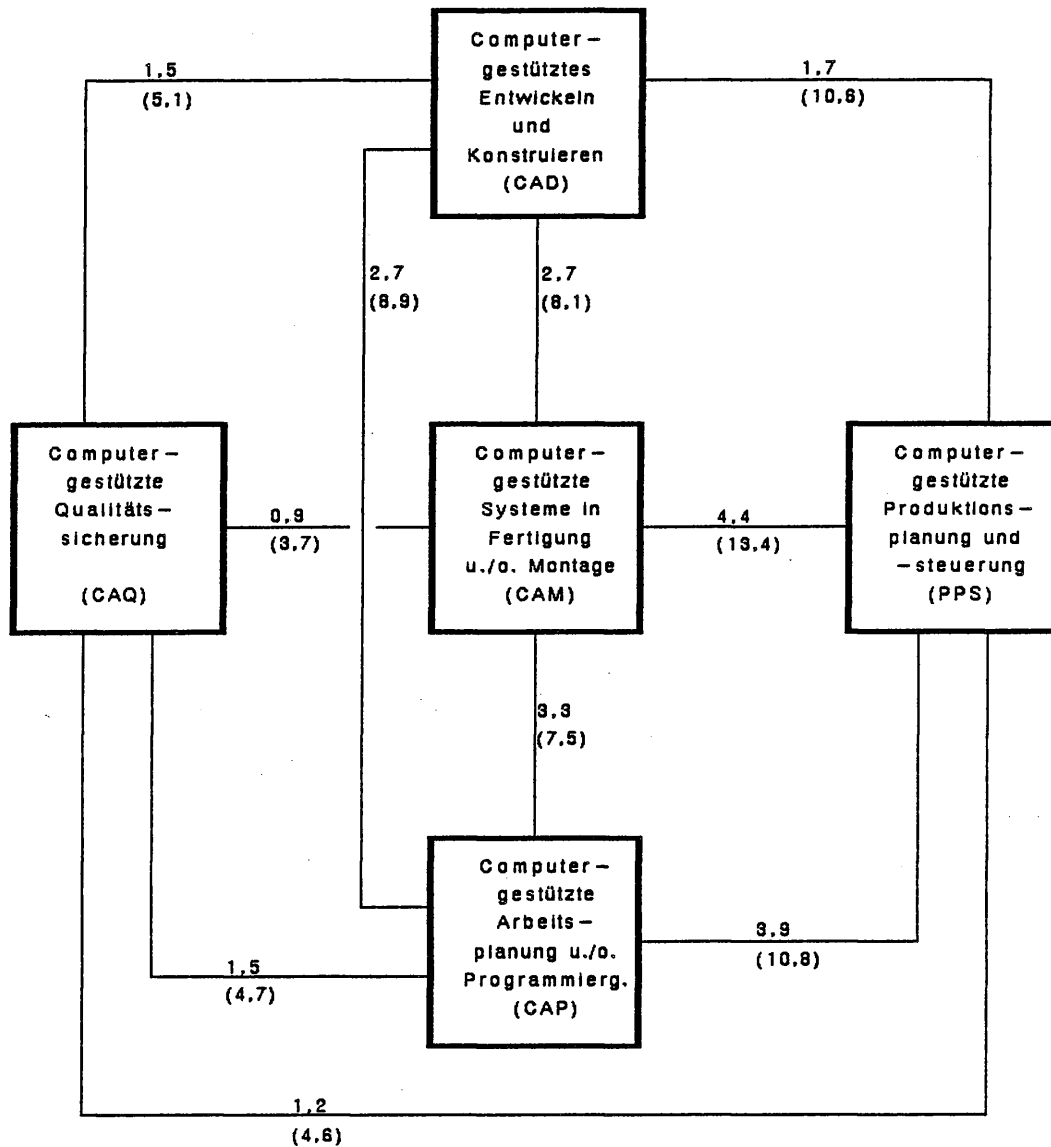 Computer–
gestütztes
Entwickeln
und
Konstruieren
(CAD)
1,5
(5,1)
1,7
(10,6)
2,7
(8,9)
2,7
(8,1)
Computer–
gestützte
Qualitäts–
sicherung
(CAQ)
0,9
(3,7)
Computer–
gestützte
Systeme in
Fertigung
u./o. Montage
(CAM)
4,4
(13,4)
Computer–
gestützte
Produktions–
planung und
–steuerung
(PPS)
3,3
(7,5)
Computer–
gestützte
Arbeits–
planung u./o.
Programmierg.
(CAP)
3,9
(10,8)
1,5
(4,7)
1,2
(4,6)